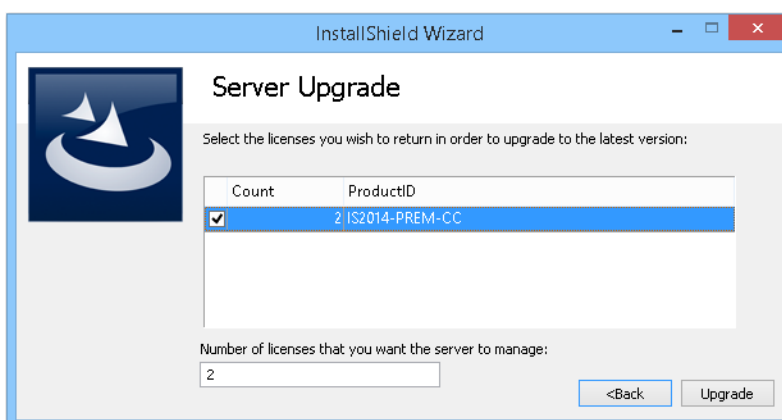 InstallShield Wizard
Server Upgrade
Select the licenses you wish to return in order to upgrade to the latest version:
Count ProductID
2 IS2014-PREM-CC
Number of licenses that you want the server to manage:
2
<Back Upgrade